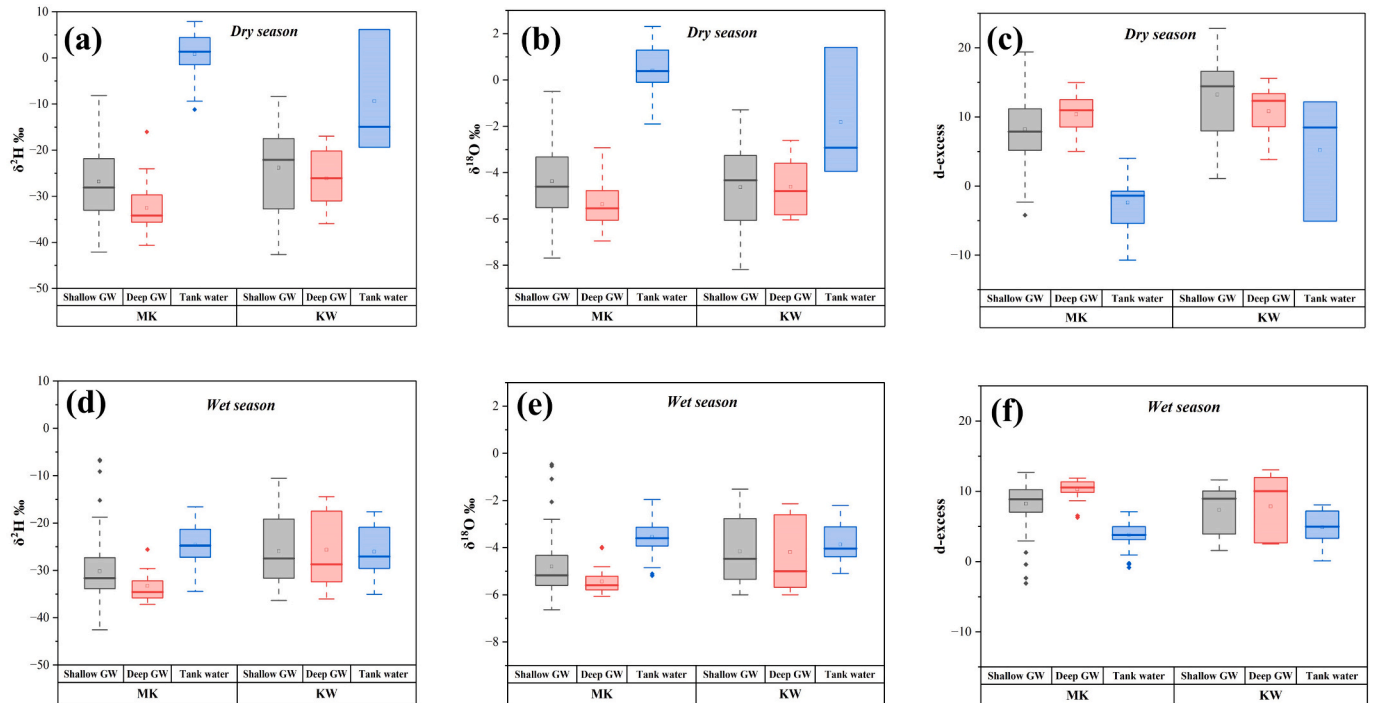 (a)
Dry season
δ²H ‰
10
0
−10
−20
−30
−40
−50
Shallow GW Deep GW Tank water Shallow GW Deep GW Tank water
MK KW
(b)
Dry season
δ¹⁸O ‰
2
0
−2
−4
−6
−8
Shallow GW Deep GW Tank water Shallow GW Deep GW Tank water
MK KW
(c)
Dry season
d-excess
20
10
0
−10
Shallow GW Deep GW Tank water Shallow GW Deep GW Tank water
MK KW
(d)
Wet season
δ²H ‰
10
0
−10
−20
−30
−40
−50
Shallow GW Deep GW Tank water Shallow GW Deep GW Tank water
MK KW
(e)
Wet season
δ¹⁸O ‰
2
0
−2
−4
−6
−8
Shallow GW Deep GW Tank water Shallow GW Deep GW Tank water
MK KW
(f)
Wet season
d-excess
20
10
0
−10
Shallow GW Deep GW Tank water Shallow GW Deep GW Tank water
MK KW